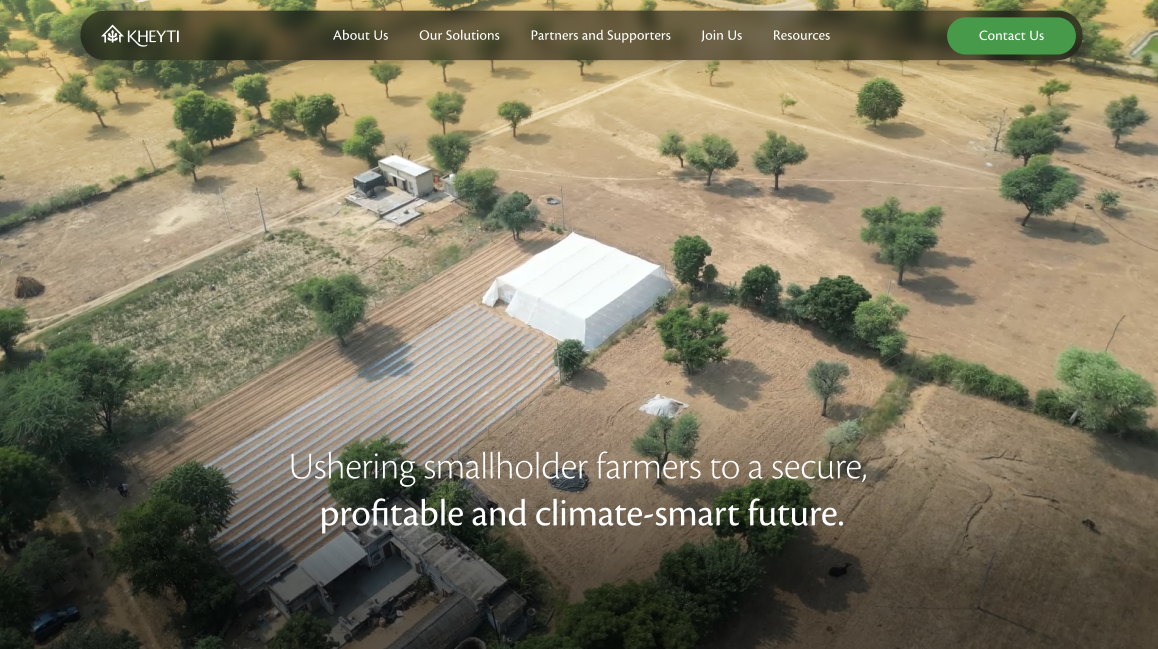 KHEYTI
About Us
Our Solutions
Partners and Supporters
Join Us
Resources
Contact Us
Ushering smallholder farmers to a secure,
profitable and climate-smart future.